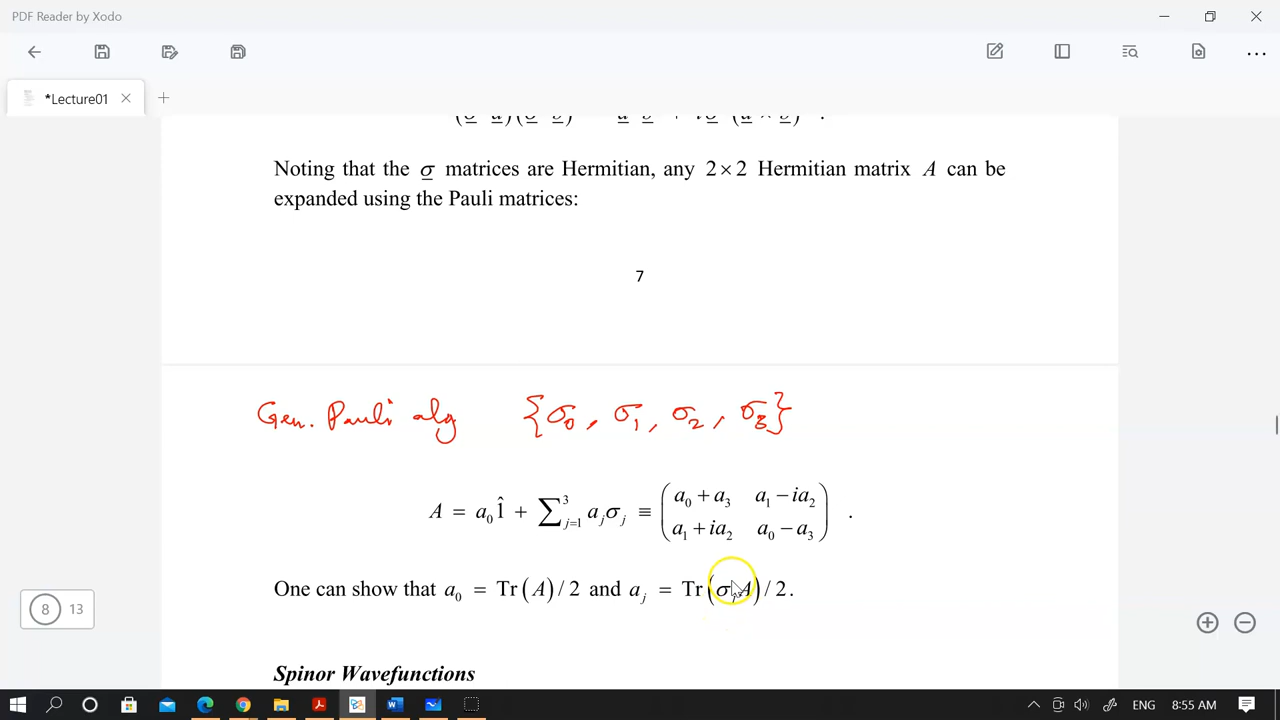 PDF Reader by Xodo
*Lecture01
Noting that the σ matrices are Hermitian, any 2×2 Hermitian matrix A can be
expanded using the Pauli matrices:
7
Gen. Pauli alg {σ₀, σ₁, σ₂, σ₃}
A = a₀1̂ + ∑³ⱼ₌₁ aⱼσⱼ ≡ ( a₀ + a₃ a₁ − ia₂
a₁ + ia₂ a₀ − a₃ ) .
One can show that a₀ = Tr(A)/2 and aⱼ = Tr(σⱼA)/2.
8 13
Spinor Wavefunctions
ENG 8:55 AM